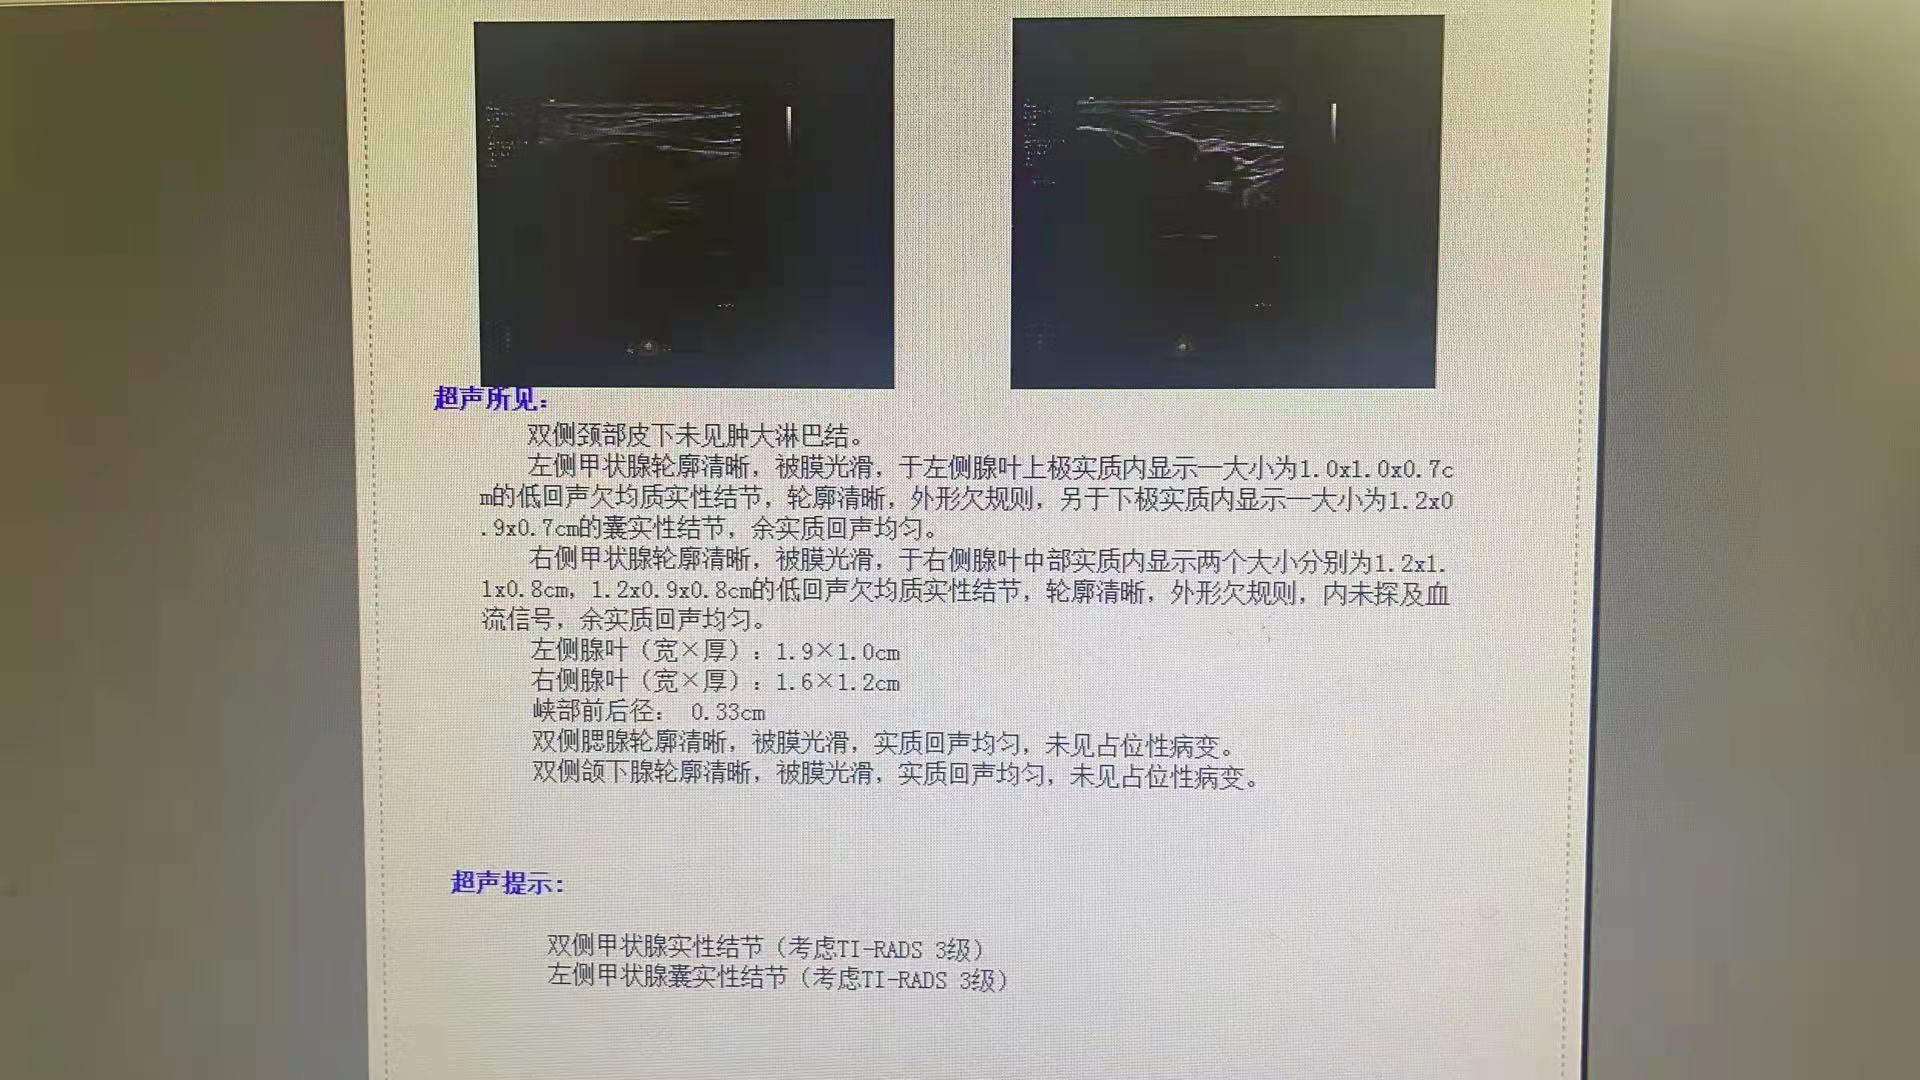 超声所见:
双侧颈部皮下未见肿大淋巴结。
左侧甲状腺轮廓清晰，被膜光滑，于左侧腺叶上极实质内显示一大小为1.0x1.0x0.7c
m的低回声欠均质实性结节，轮廓清晰，外形欠规则，另于下极实质内显示一大小为1.2x0
.9x0.7cm的囊实性结节，余实质回声均匀。
右侧甲状腺轮廓清晰，被膜光滑，于右侧腺叶中部实质内显示两个大小分别为1.2x1.
1x0.8cm，1.2x0.9x0.8cm的低回声欠均质实性结节，轮廓清晰，外形欠规则，内未探及血
流信号，余实质回声均匀。
左侧腺叶（宽×厚）：1.9×1.0cm
右侧腺叶（宽×厚）：1.6×1.2cm
峡部前后径： 0.33cm
双侧腮腺轮廓清晰，被膜光滑，实质回声均匀，未见占位性病变。
双侧颌下腺轮廓清晰，被膜光滑，实质回声均匀，未见占位性病变。
超声提示:
双侧甲状腺实性结节（考虑TI-RADS 3级）
左侧甲状腺囊实性结节（考虑TI-RADS 3级）